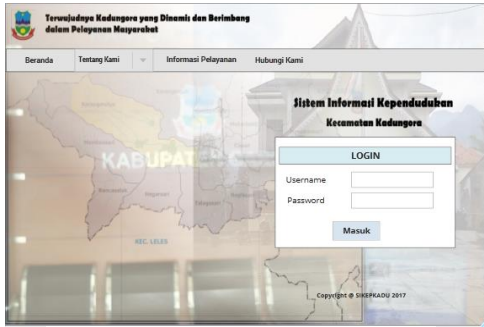 Terwujudnya Kadungora yang Dinamis dan Berimbang
dalam Pelayanan Masyarakat
Beranda Tentang Kami Informasi Pelayanan Hubungi Kami
Sistem Informasi Kependudukan
Kecamatan Kadungora
KABUPAT
LOGIN
Username
Password
Masuk
KEC. LELES
Copyright @ SIKEPKADU 2017